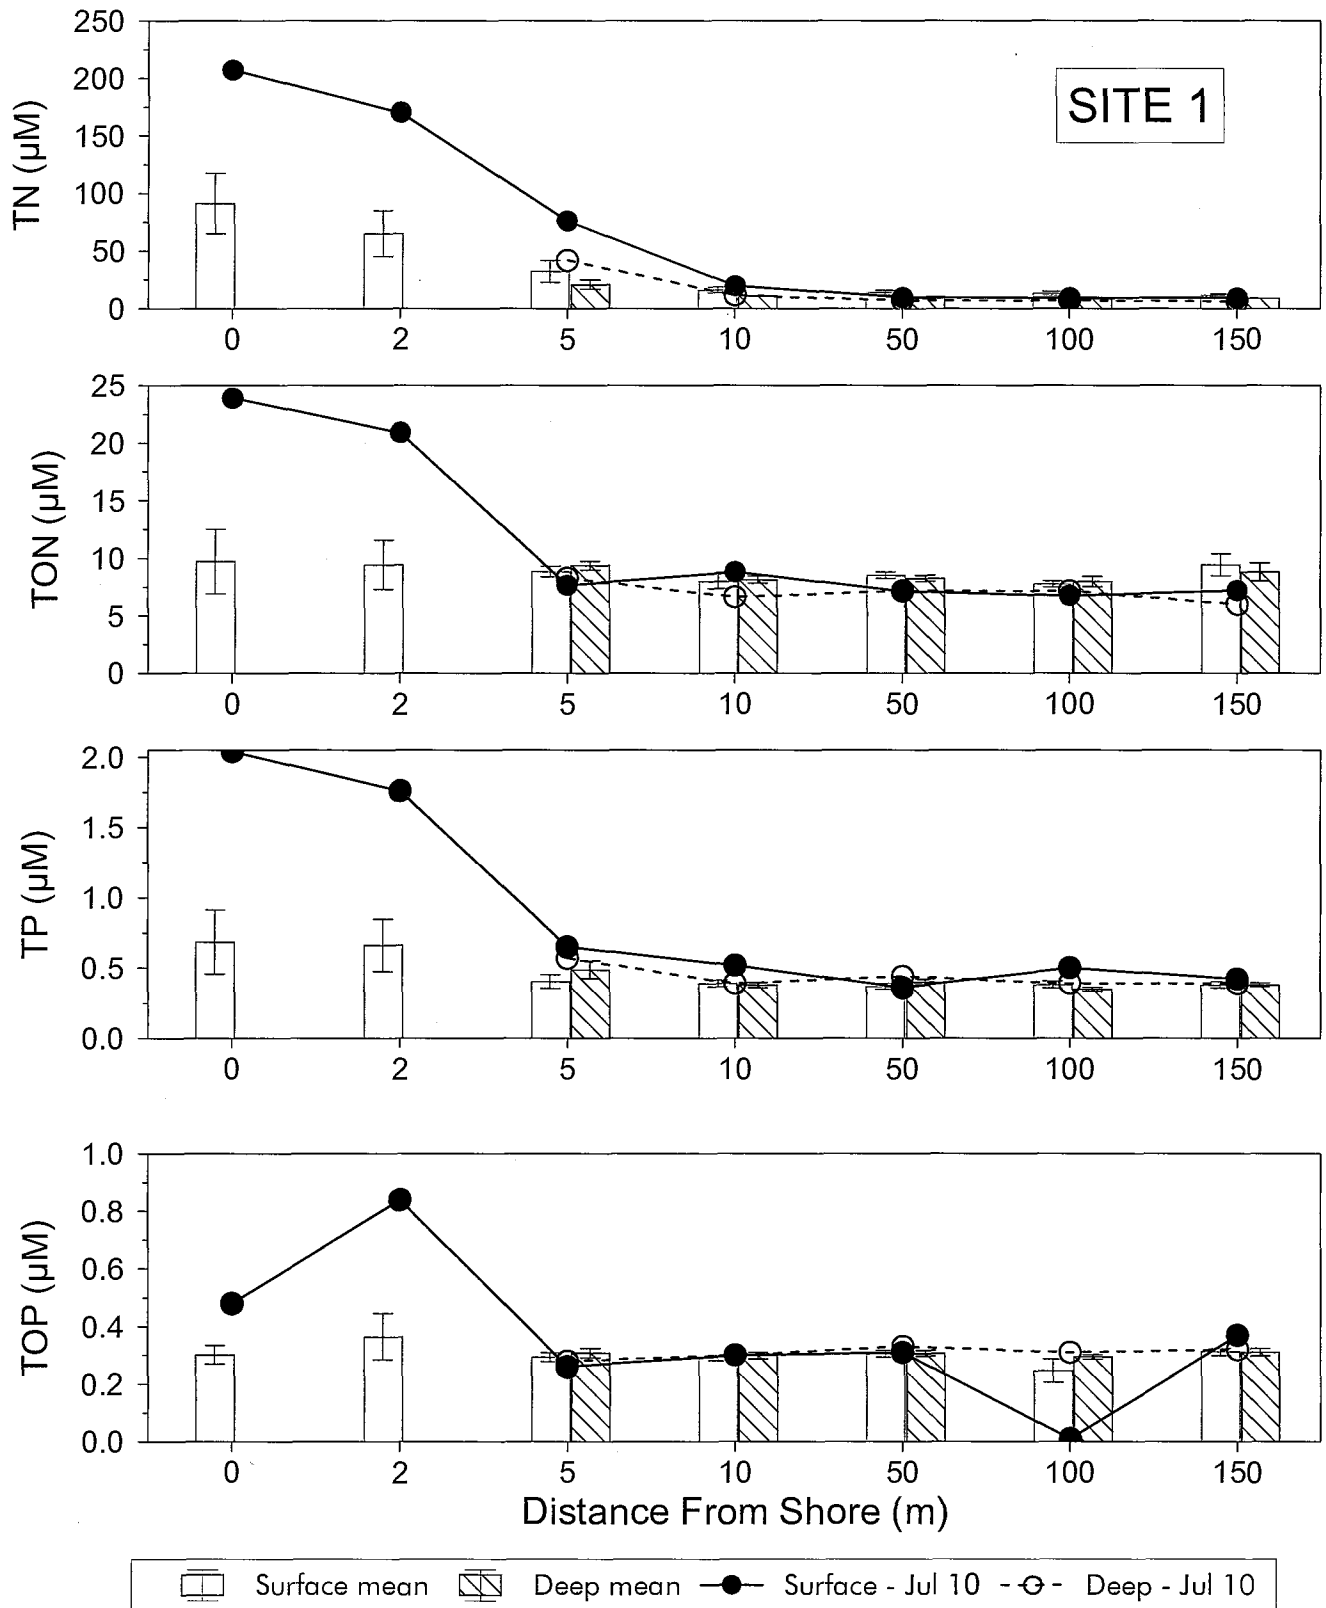 SITE 1
TN (µM)
250
200
150
100
50
0
0 2 5 10 50 100 150
TON (µM)
25
20
15
10
5
0
0 2 5 10 50 100 150
TP (µM)
2.0
1.5
1.0
0.5
0.0
0 2 5 10 50 100 150
TOP (µM)
1.0
0.8
0.6
0.4
0.2
0.0
0 2 5 10 50 100 150
Distance From Shore (m)
Surface mean Deep mean Surface - Jul 10 Deep - Jul 10